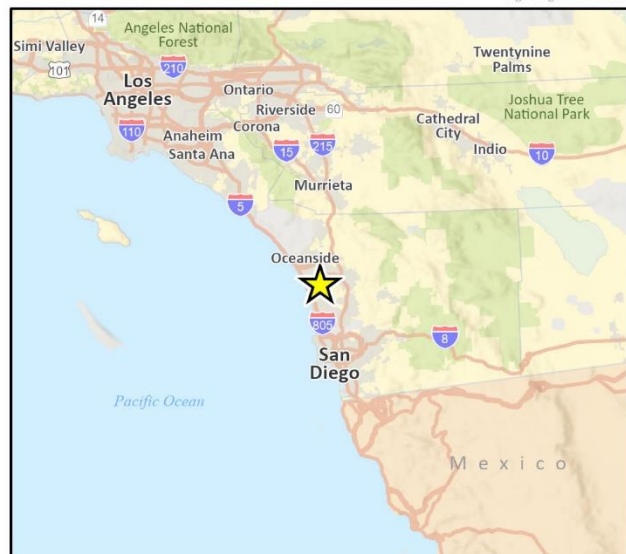 14
Angeles National
Forest
Simi Valley
101
210
Los
Angeles
Ontario
Riverside
60
Twentynine
Palms
Joshua Tree
National Park
110
Anaheim
Corona
Santa Ana
15
215
Cathedral
City
Indio
10
Murrieta
5
Oceanside
805
8
San
Diego
Pacific Ocean
Mexico